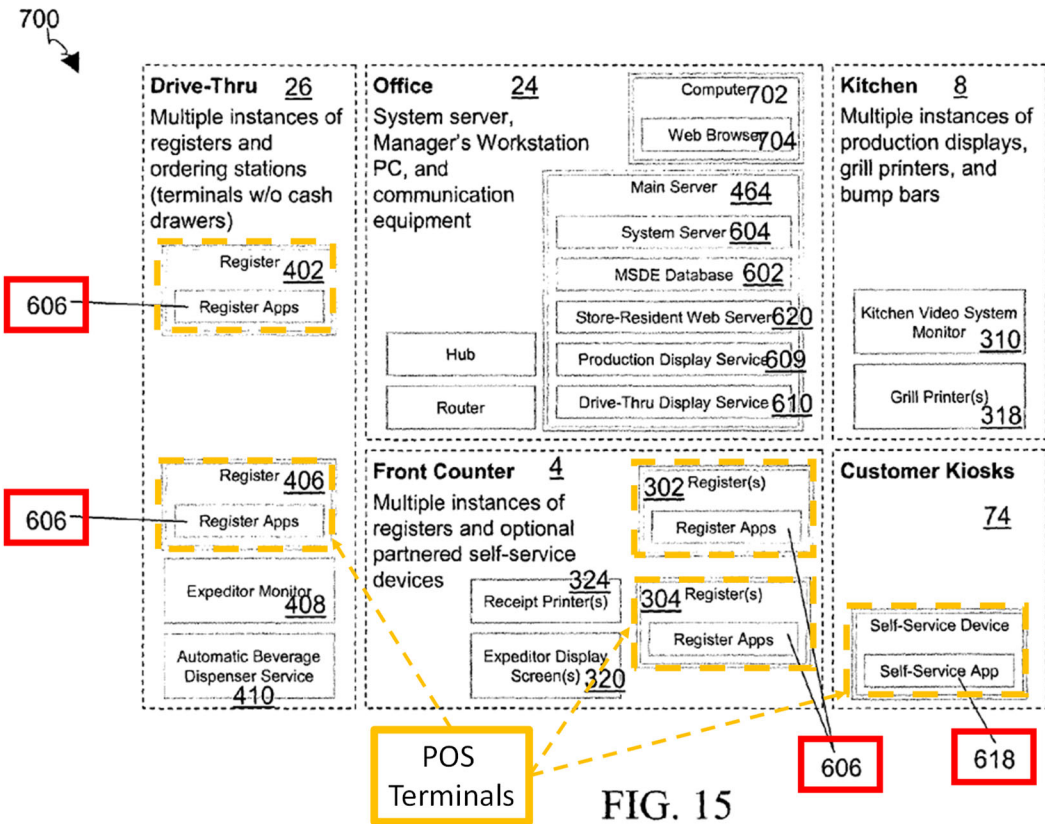 700
Drive-Thru 26
Multiple instances of
registers and
ordering stations
(terminals w/o cash
drawers)
Register
402
Register Apps
606
Register 406
Register Apps
606
Expeditor Monitor
408
Automatic Beverage
Dispenser Service
410
Office 24
System server,
Manager's Workstation
PC, and
communication
equipment
Computer 702
Web Browser 704
Main Server 464
System Server 604
MSDE Database 602
Store-Resident Web Server 620
Production Display Service 609
Drive-Thru Display Service 610
Hub
Router
Kitchen 8
Multiple instances of
production displays,
grill printers, and
bump bars
Kitchen Video System
Monitor 310
Grill Printer(s)
318
Front Counter 4
Multiple instances of
registers and optional
partnered self-service
devices
302 Register(s)
Register Apps
324
Receipt Printer(s)
304 Register(s)
Register Apps
Expeditor Display
Screen(s) 320
606
Customer Kiosks
74
Self-Service Device
Self-Service App
618
POS
Terminals
FIG. 15